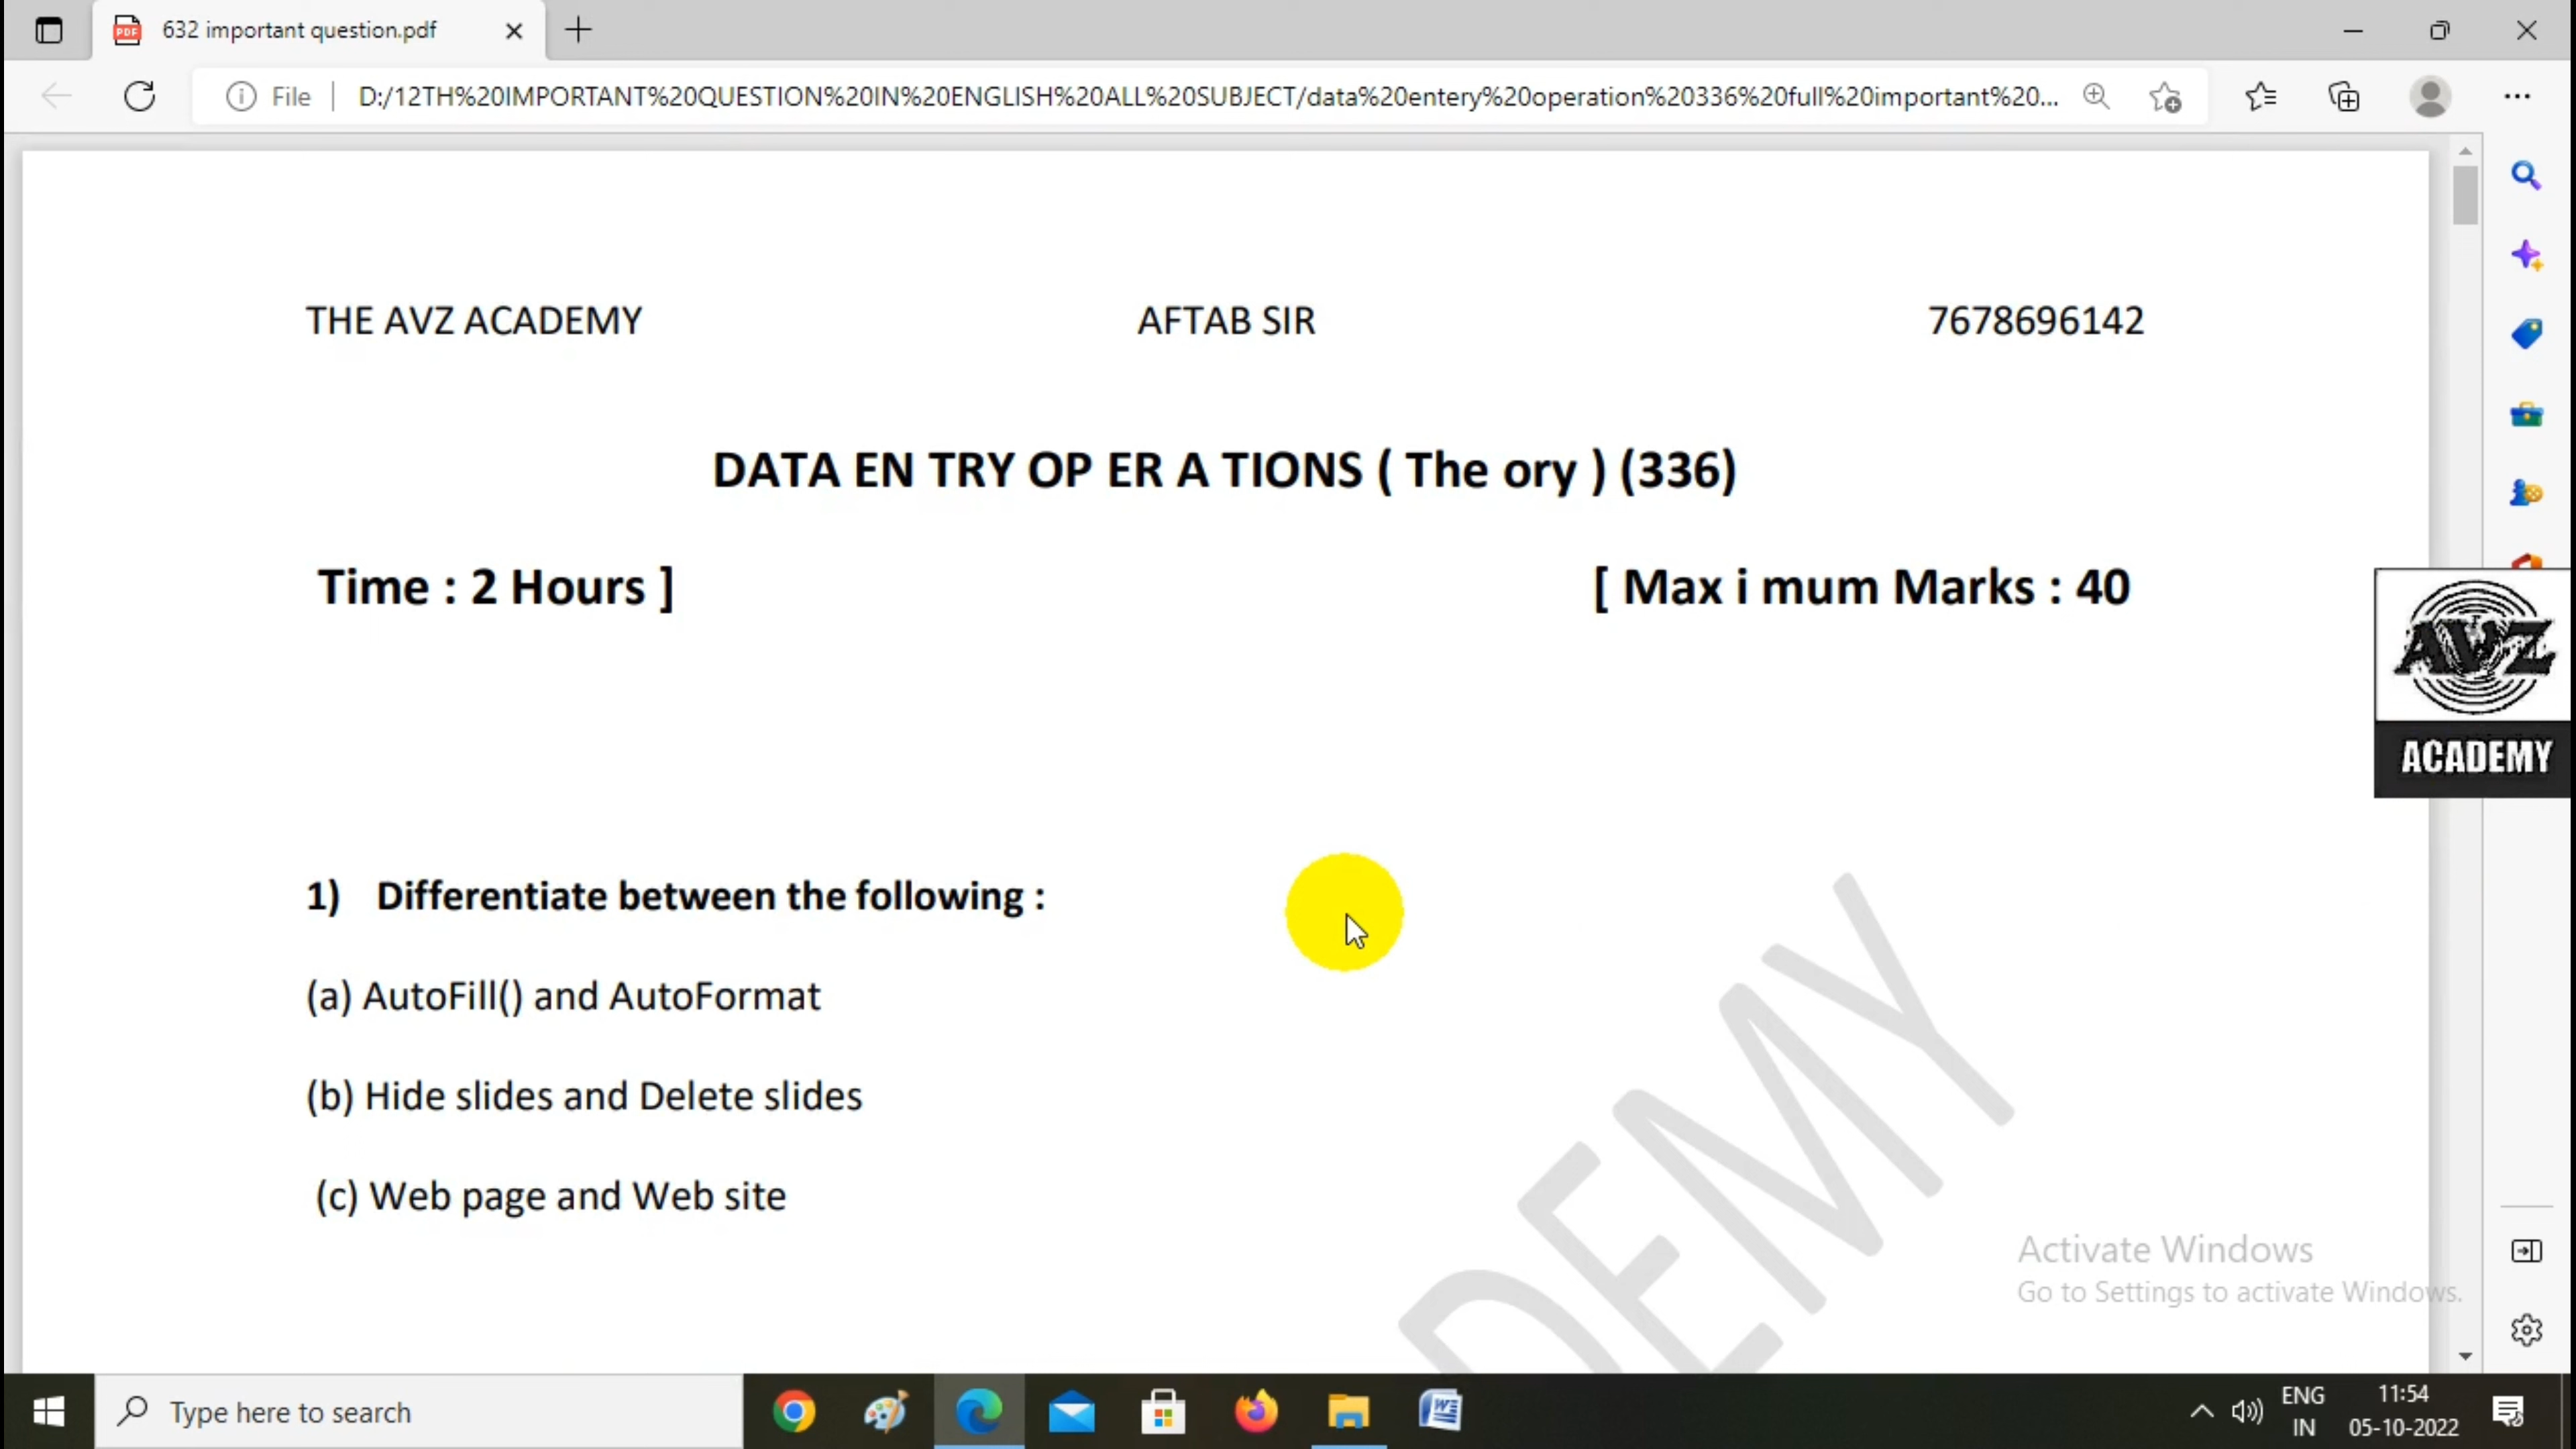 632 important question.pdf
File
D:/12TH%20IMPORTANT%20QUESTION%20IN%20ENGLISH%20ALL%20SUBJECT/data%20entery%20operation%20336%20full%20important%20...
THE AVZ ACADEMY AFTAB SIR 7678696142
DATA EN TRY OP ER A TIONS ( The ory ) (336)
Time : 2 Hours ] [ Max i mum Marks : 40
AVZ
ACADEMY
1) Differentiate between the following :
(a) AutoFill() and AutoFormat
(b) Hide slides and Delete slides
(c) Web page and Web site
DEMY
Activate Windows
Go to Settings to activate Windows.
Type here to search
ENG
IN
11:54
05-10-2022